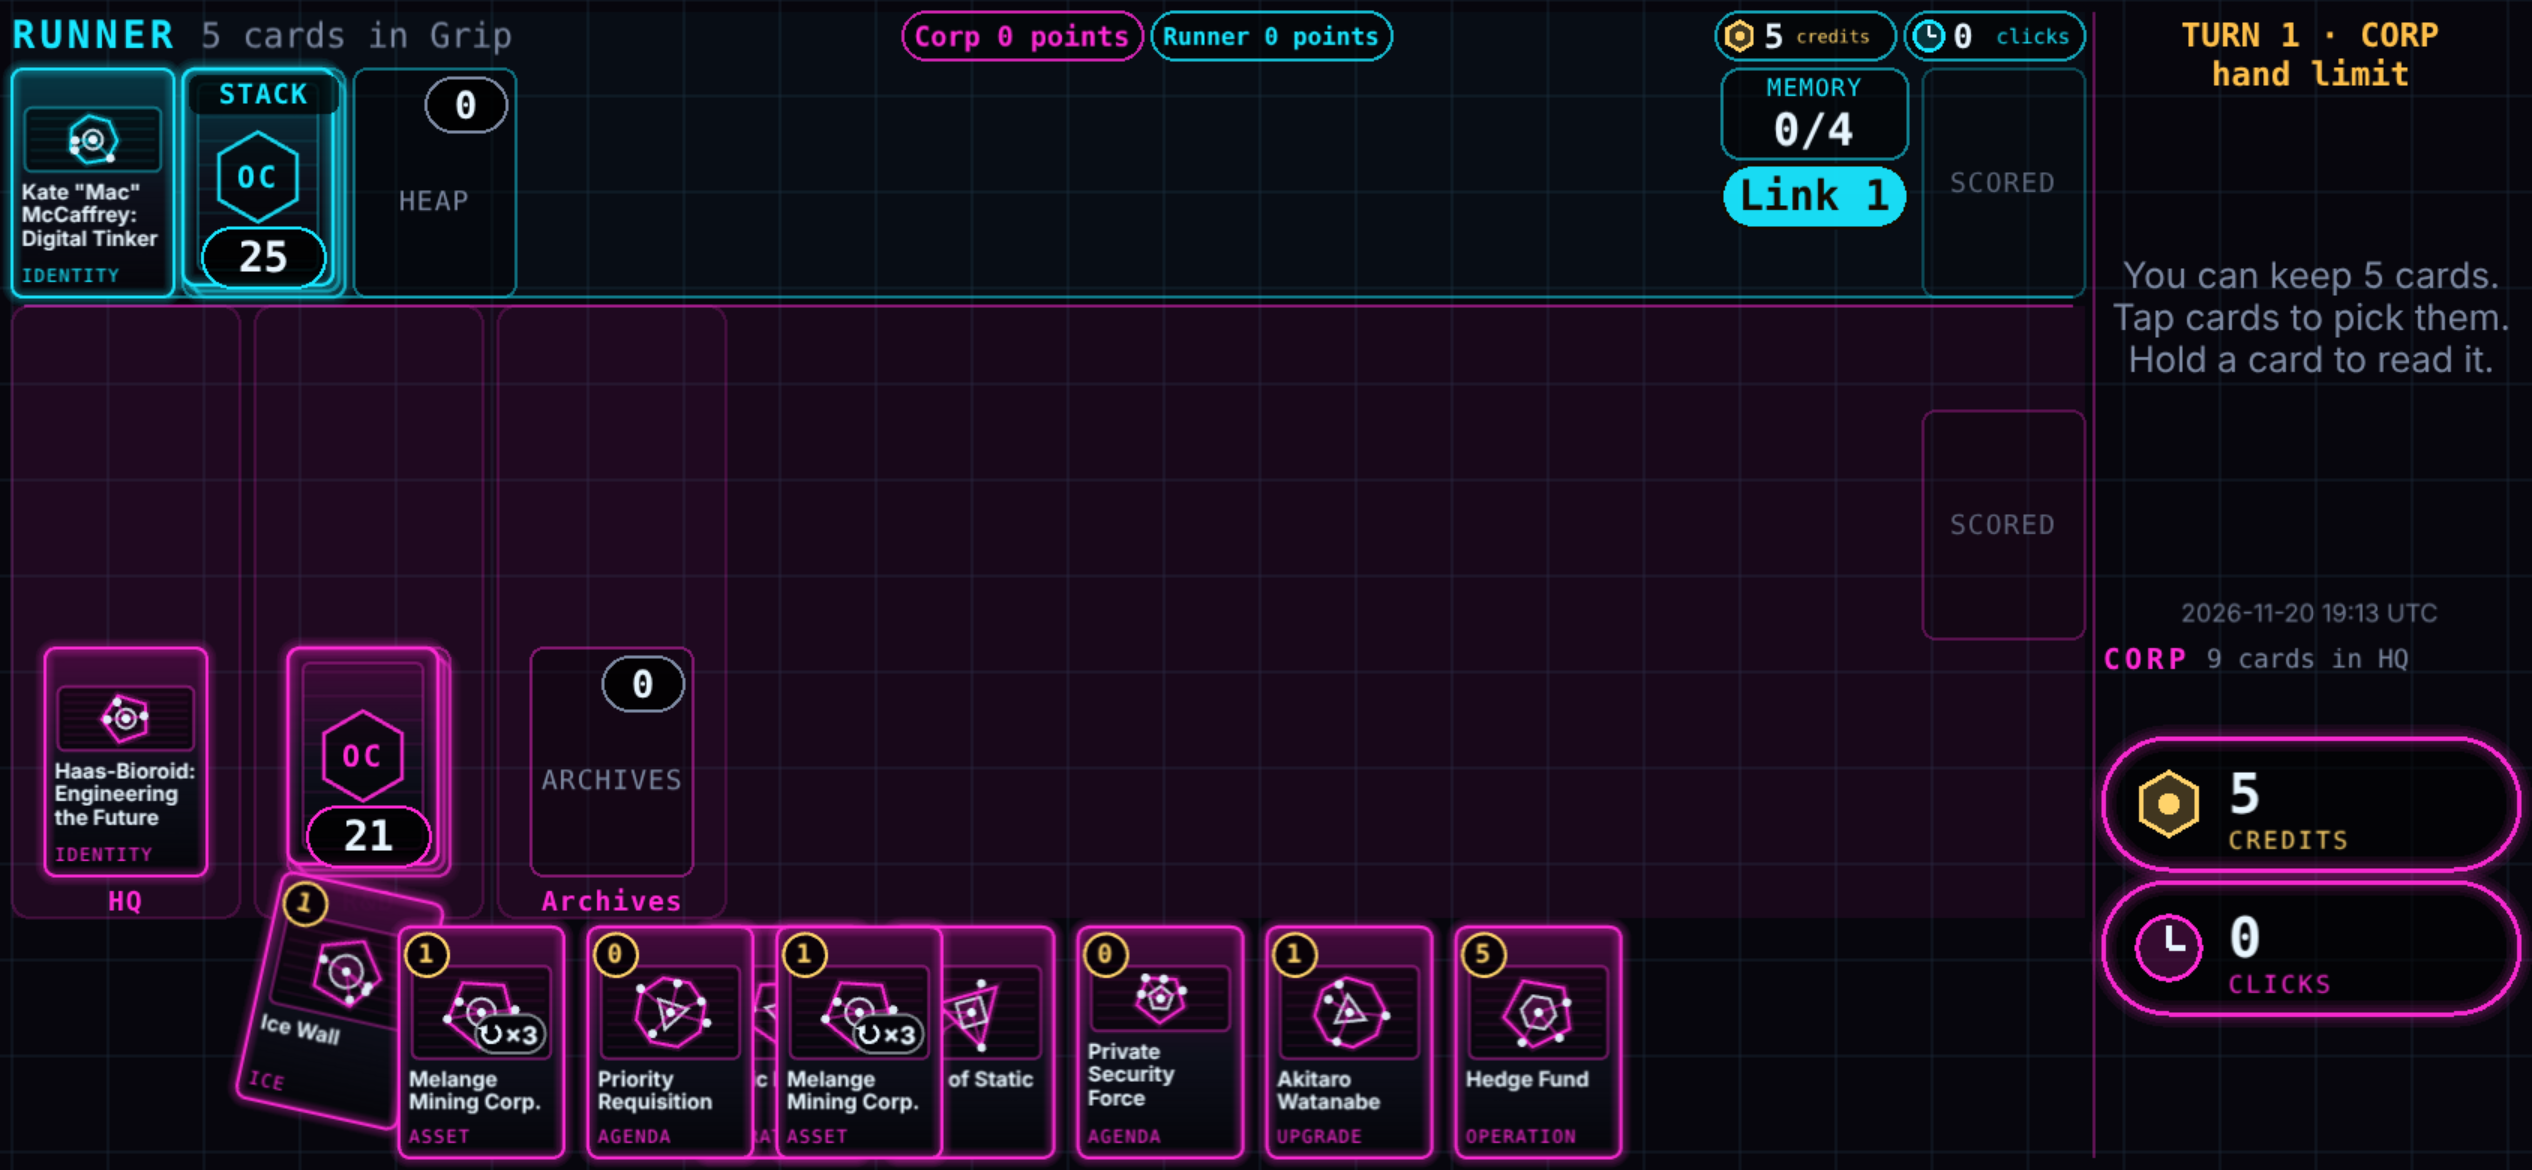 RUNNER 5 cards in Grip
Corp 0 points
Runner 0 points
5 credits
0 clicks
TURN 1 · CORP
hand limit
Kate "Mac"
McCaffrey:
Digital Tinker
IDENTITY
STACK
OC
25
0
HEAP
MEMORY
0/4
Link 1
SCORED
You can keep 5 cards.
Tap cards to pick them.
Hold a card to read it.
SCORED
2026-11-20 19:13 UTC
CORP 9 cards in HQ
Haas-Bioroid:
Engineering
the Future
IDENTITY
HQ
OC
21
0
ARCHIVES
Archives
5
CREDITS
0
CLICKS
1
Ice Wall
ICE
1
×3
Melange
Mining Corp.
ASSET
0
Priority
Requisition
AGENDA
1
×3
Melange
Mining Corp.
ASSET
of Static
0
Private
Security
Force
AGENDA
1
Akitaro
Watanabe
UPGRADE
5
Hedge Fund
OPERATION